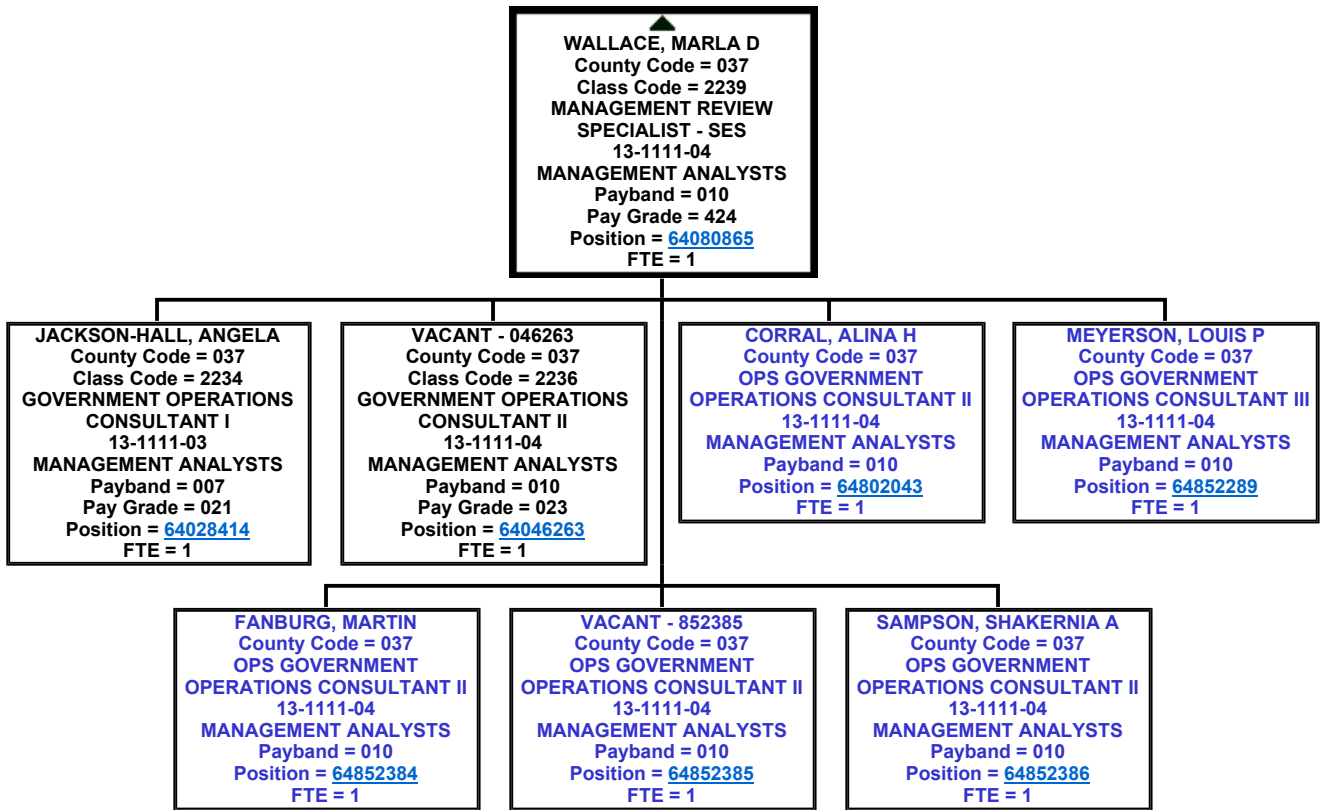 WALLACE, MARLA D
County Code = 037
Class Code = 2239
MANAGEMENT REVIEW
SPECIALIST - SES
13-1111-04
MANAGEMENT ANALYSTS
Payband = 010
Pay Grade = 424
Position = 64080865
FTE = 1
JACKSON-HALL, ANGELA
County Code = 037
Class Code = 2234
GOVERNMENT OPERATIONS
CONSULTANT I
13-1111-03
MANAGEMENT ANALYSTS
Payband = 007
Pay Grade = 021
Position = 64028414
FTE = 1
VACANT - 046263
County Code = 037
Class Code = 2236
GOVERNMENT OPERATIONS
CONSULTANT II
13-1111-04
MANAGEMENT ANALYSTS
Payband = 010
Pay Grade = 023
Position = 64046263
FTE = 1
CORRAL, ALINA H
County Code = 037
OPS GOVERNMENT
OPERATIONS CONSULTANT II
13-1111-04
MANAGEMENT ANALYSTS
Payband = 010
Position = 64802043
FTE = 1
MEYERSON, LOUIS P
County Code = 037
OPS GOVERNMENT
OPERATIONS CONSULTANT III
13-1111-04
MANAGEMENT ANALYSTS
Payband = 010
Position = 64852289
FTE = 1
FANBURG, MARTIN
County Code = 037
OPS GOVERNMENT
OPERATIONS CONSULTANT II
13-1111-04
MANAGEMENT ANALYSTS
Payband = 010
Position = 64852384
FTE = 1
VACANT - 852385
County Code = 037
OPS GOVERNMENT
OPERATIONS CONSULTANT II
13-1111-04
MANAGEMENT ANALYSTS
Payband = 010
Position = 64852385
FTE = 1
SAMPSON, SHAKERNIA A
County Code = 037
OPS GOVERNMENT
OPERATIONS CONSULTANT II
13-1111-04
MANAGEMENT ANALYSTS
Payband = 010
Position = 64852386
FTE = 1